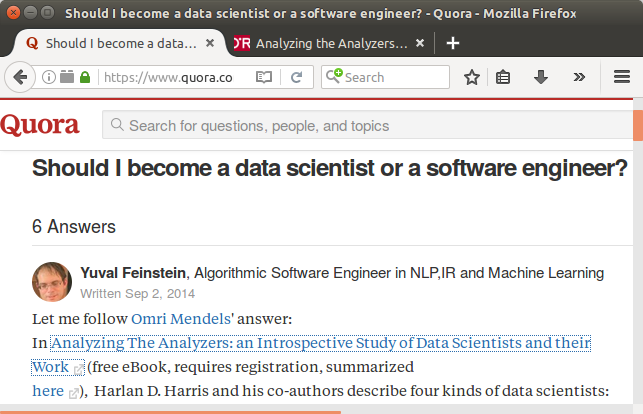 Should I become a data scientist or a software engineer? - Quora - Mozilla Firefox
Q Should I become a data… × O'R Analyzing the Analyzers… × +
https://www.quora.co Search
Quora Search for questions, people, and topics
Should I become a data scientist or a software engineer?
6 Answers
Yuval Feinstein, Algorithmic Software Engineer in NLP,IR and Machine Learning
Written Sep 2, 2014
Let me follow Omri Mendels' answer:
In Analyzing The Analyzers: an Introspective Study of Data Scientists and their
Work (free eBook, requires registration, summarized
here ), Harlan D. Harris and his co-authors describe four kinds of data scientists: